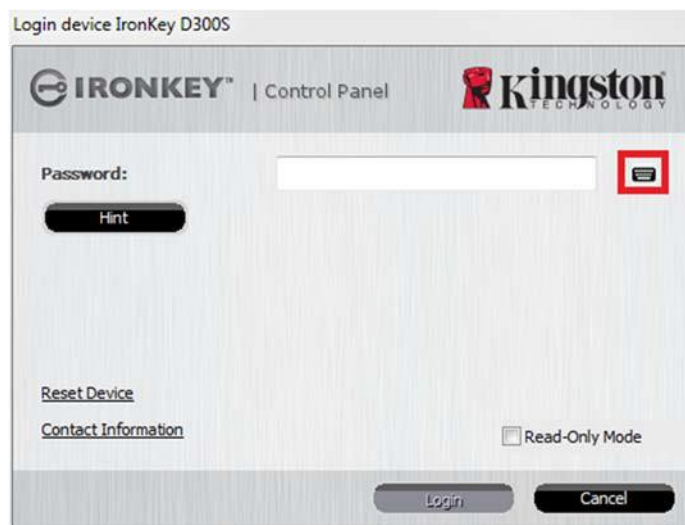 Login device IronKey D300S
IRONKEY™ | Control Panel
Kingston
TECHNOLOGY
Password:
Hint
Reset Device
Contact Information
Read-Only Mode
Login
Cancel